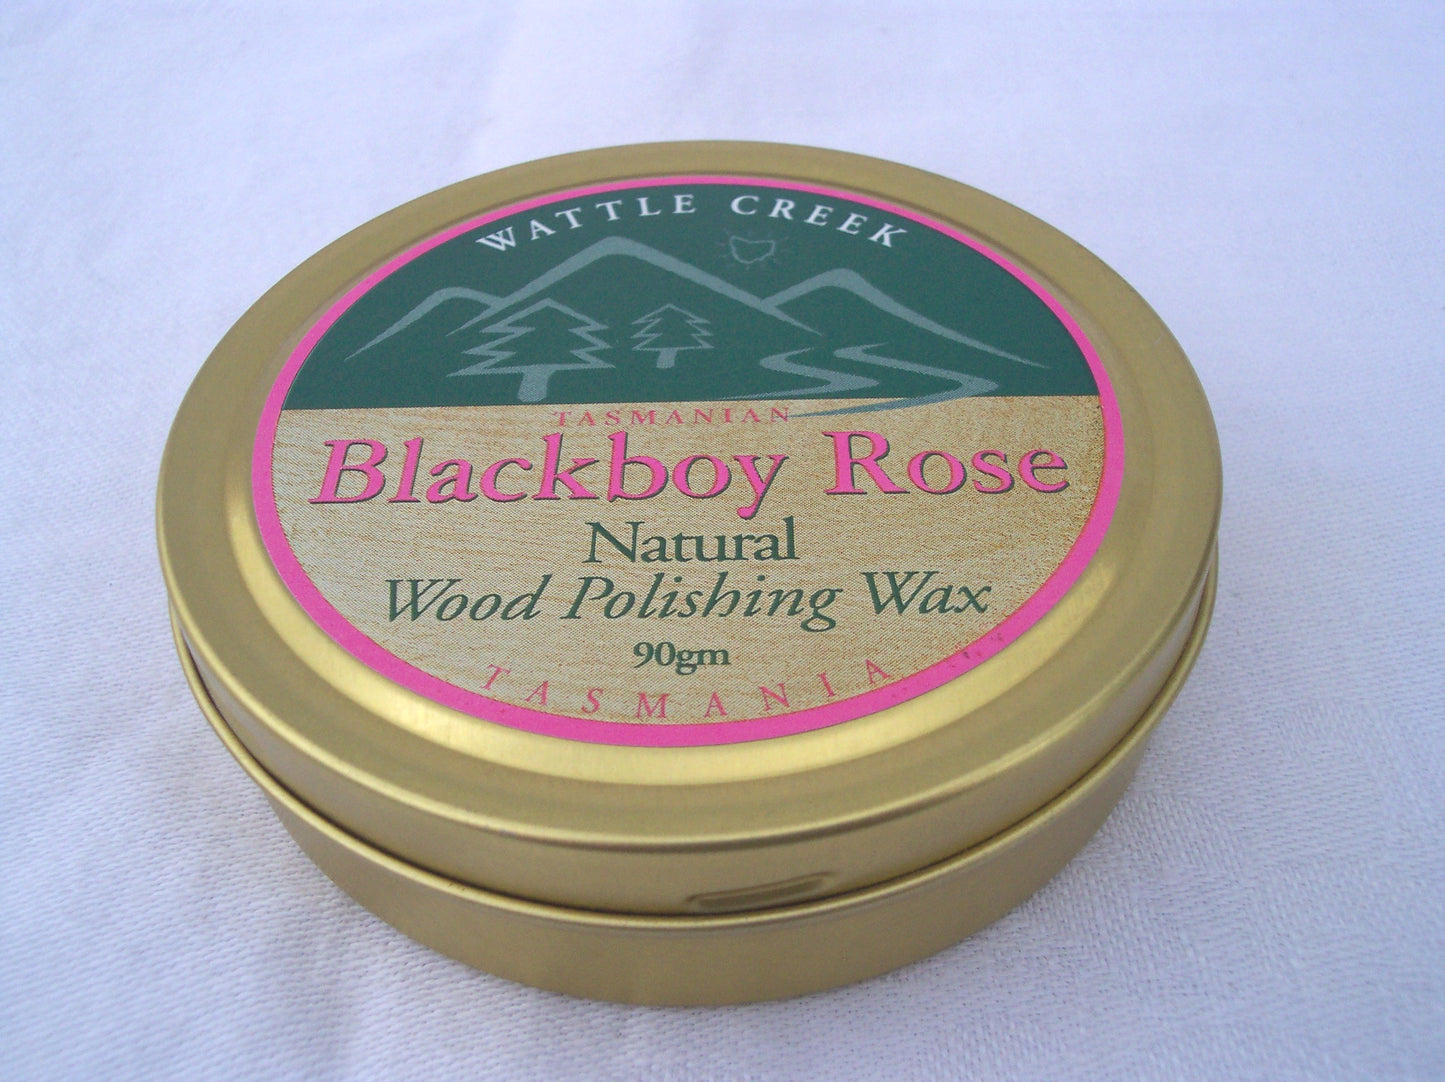 WATTLE CREEK
TASMANIAN
Blackboy Rose
Natural
Wood Polishing Wax
90gm
TASMANIA